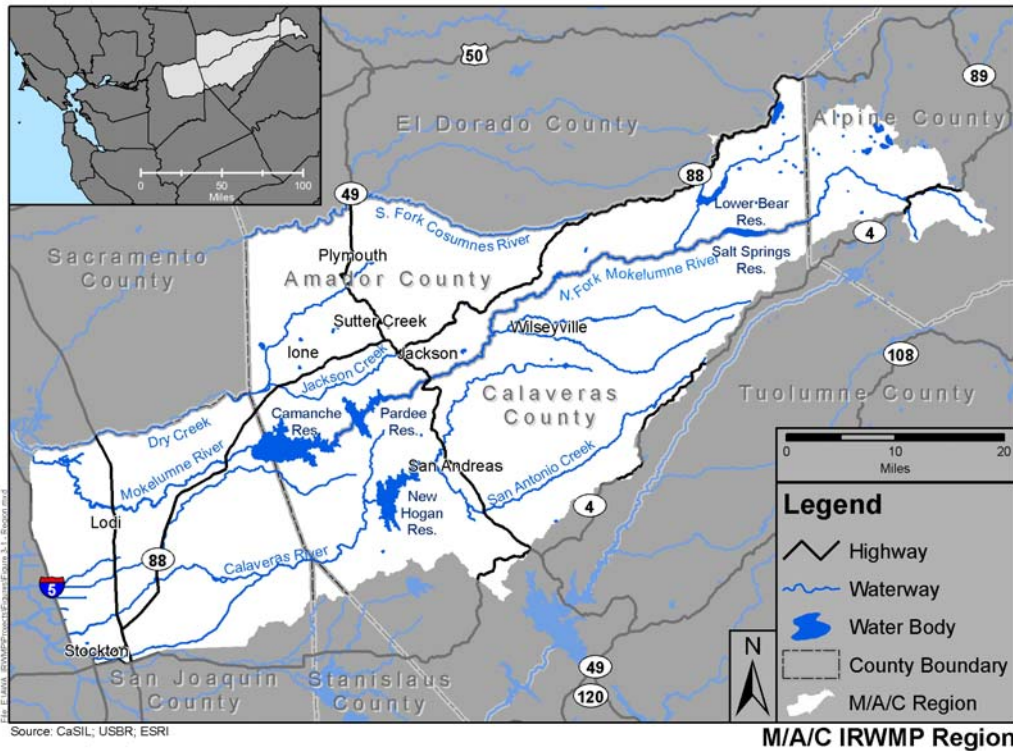 0 50 100
Miles
50
89
El Dorado County
Alpine County
88
49
Lower Bear
Res.
S. Fork Cosumnes River
4
Sacramento
County
Plymouth
Salt Springs
Res.
Amador County
N. Fork Mokelumne River
Sutter Creek
Wilseyville
Ione
Jackson
108
Jackson Creek
Calaveras
County
Tuolumne County
Camanche
Res.
Pardee
Res.
Dry Creek
Mokelumne River
San Andreas
San Antonio Creek
0 10 20
Miles
New
Hogan
Res.
Lodi
4
88
Calaveras River
5
Stockton
San Joaquin
County
Stanislaus
County
49
120
N
Legend
Highway
Waterway
Water Body
County Boundary
M/A/C Region
Source: CaSIL; USBR; ESRI
M/A/C IRWMP Region